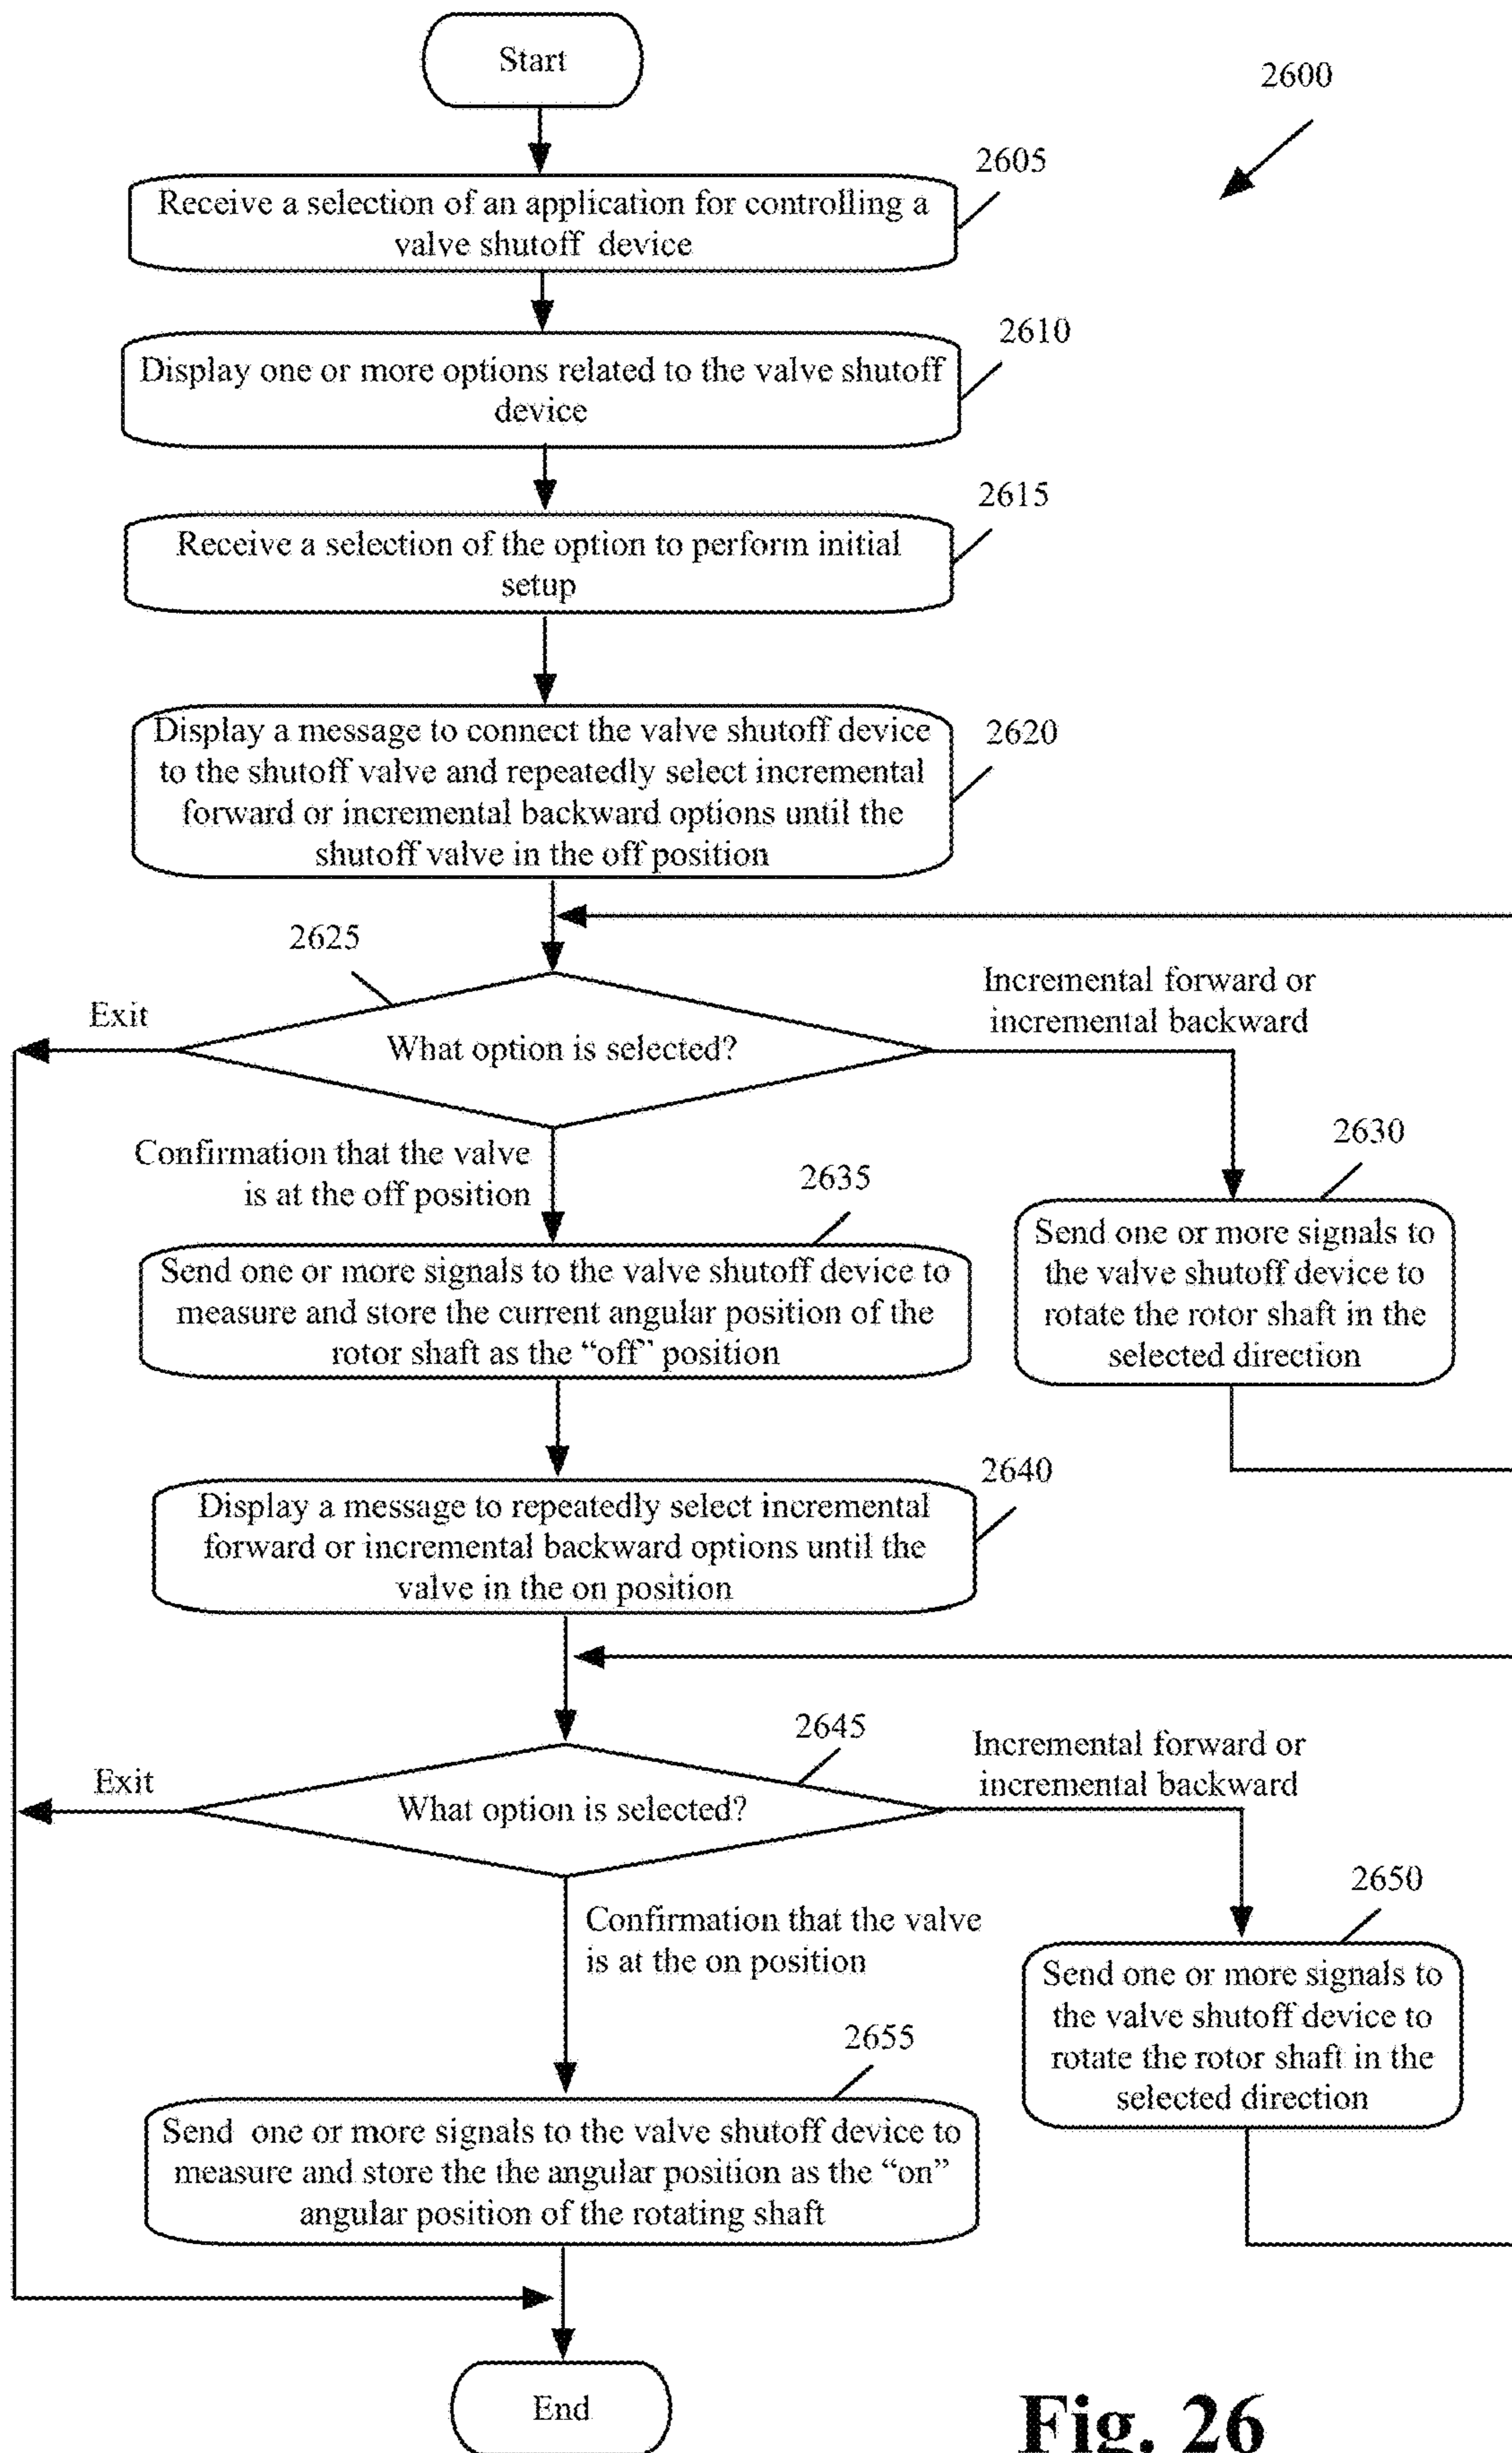 Start
2600
2605
Receive a selection of an application for controlling a
valve shutoff device
2610
Display one or more options related to the valve shutoff
device
2615
Receive a selection of the option to perform initial
setup
2620
Display a message to connect the valve shutoff device
to the shutoff valve and repeatedly select incremental
forward or incremental backward options until the
shutoff valve in the off position
2625
Exit
What option is selected?
Incremental forward or
incremental backward
2630
Send one or more signals to
the valve shutoff device to
rotate the rotor shaft in the
selected direction
Confirmation that the valve
is at the off position
2635
Send one or more signals to the valve shutoff device to
measure and store the current angular position of the
rotor shaft as the “off” position
2640
Display a message to repeatedly select incremental
forward or incremental backward options until the
valve in the on position
2645
Exit
What option is selected?
Incremental forward or
incremental backward
2650
Send one or more signals to
the valve shutoff device to
rotate the rotor shaft in the
selected direction
Confirmation that the valve
is at the on position
2655
Send one or more signals to the valve shutoff device to
measure and store the the angular position as the “on”
angular position of the rotating shaft
End
Fig. 26